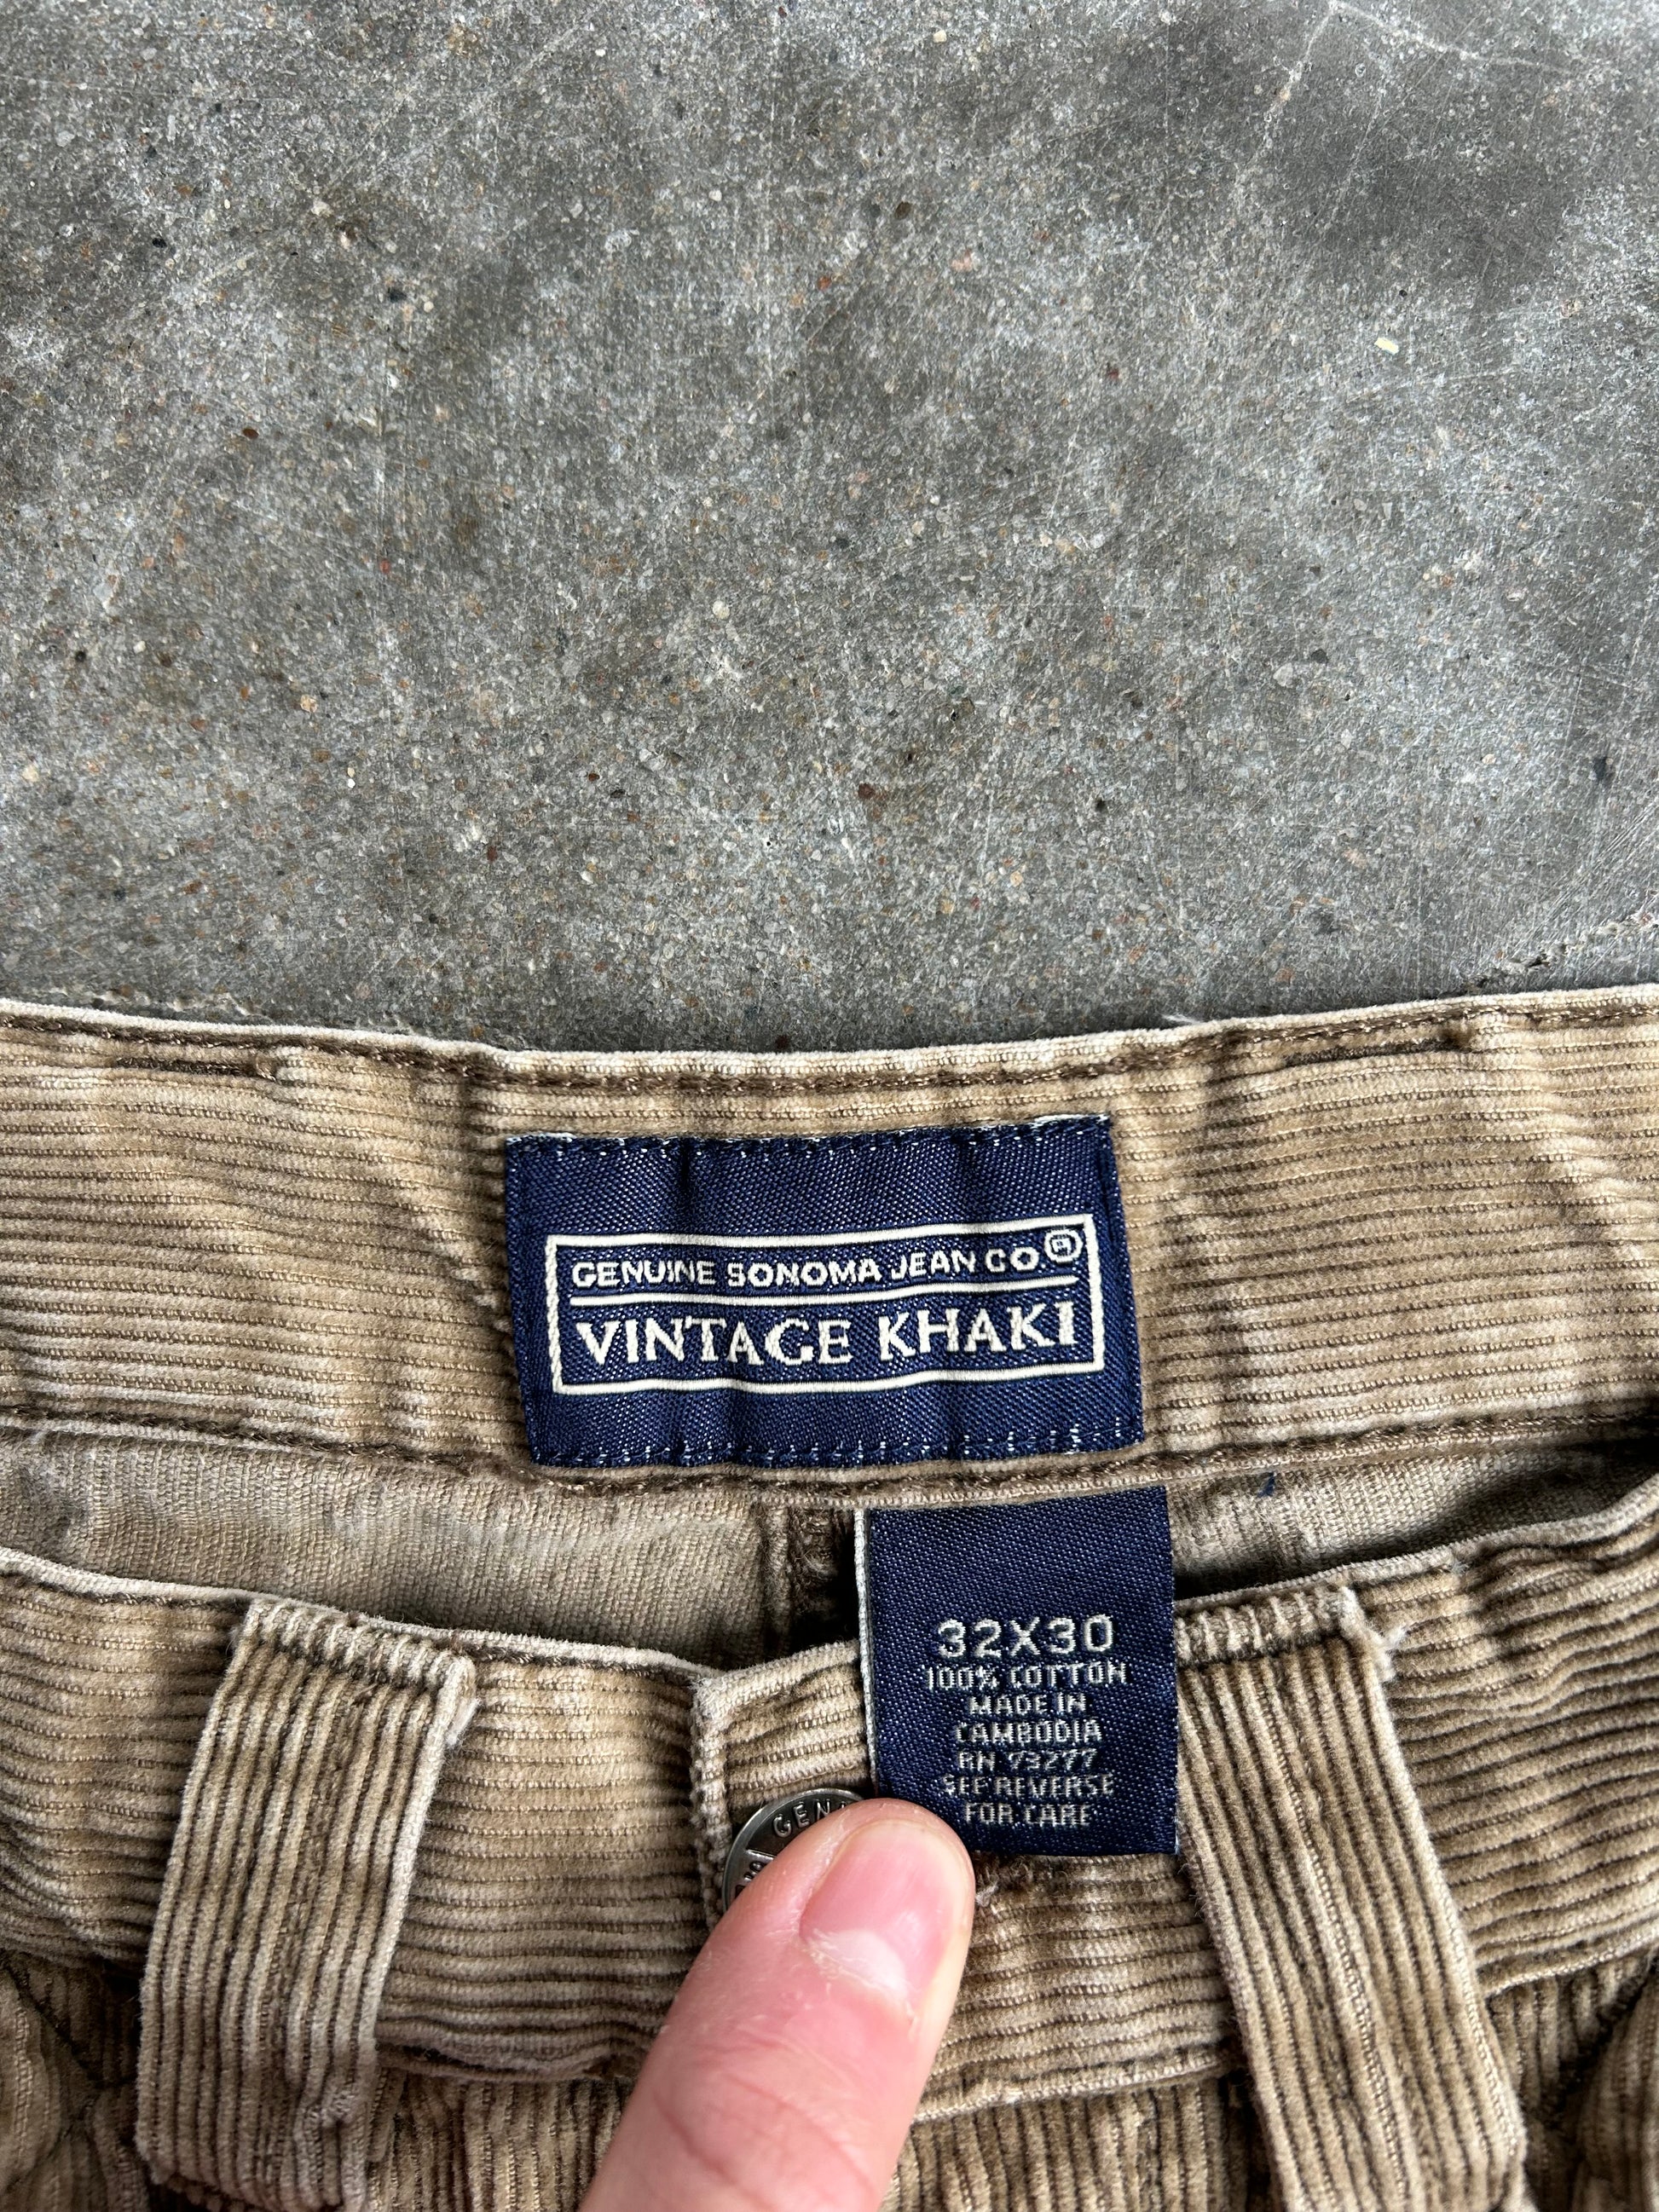 GENUINE SONOMA JEAN CO ®
VINTAGE KHAKI
32X30
100% COTTON
MADE IN
CAMBODIA
RN 73277
SEE REVERSE
FOR CARE